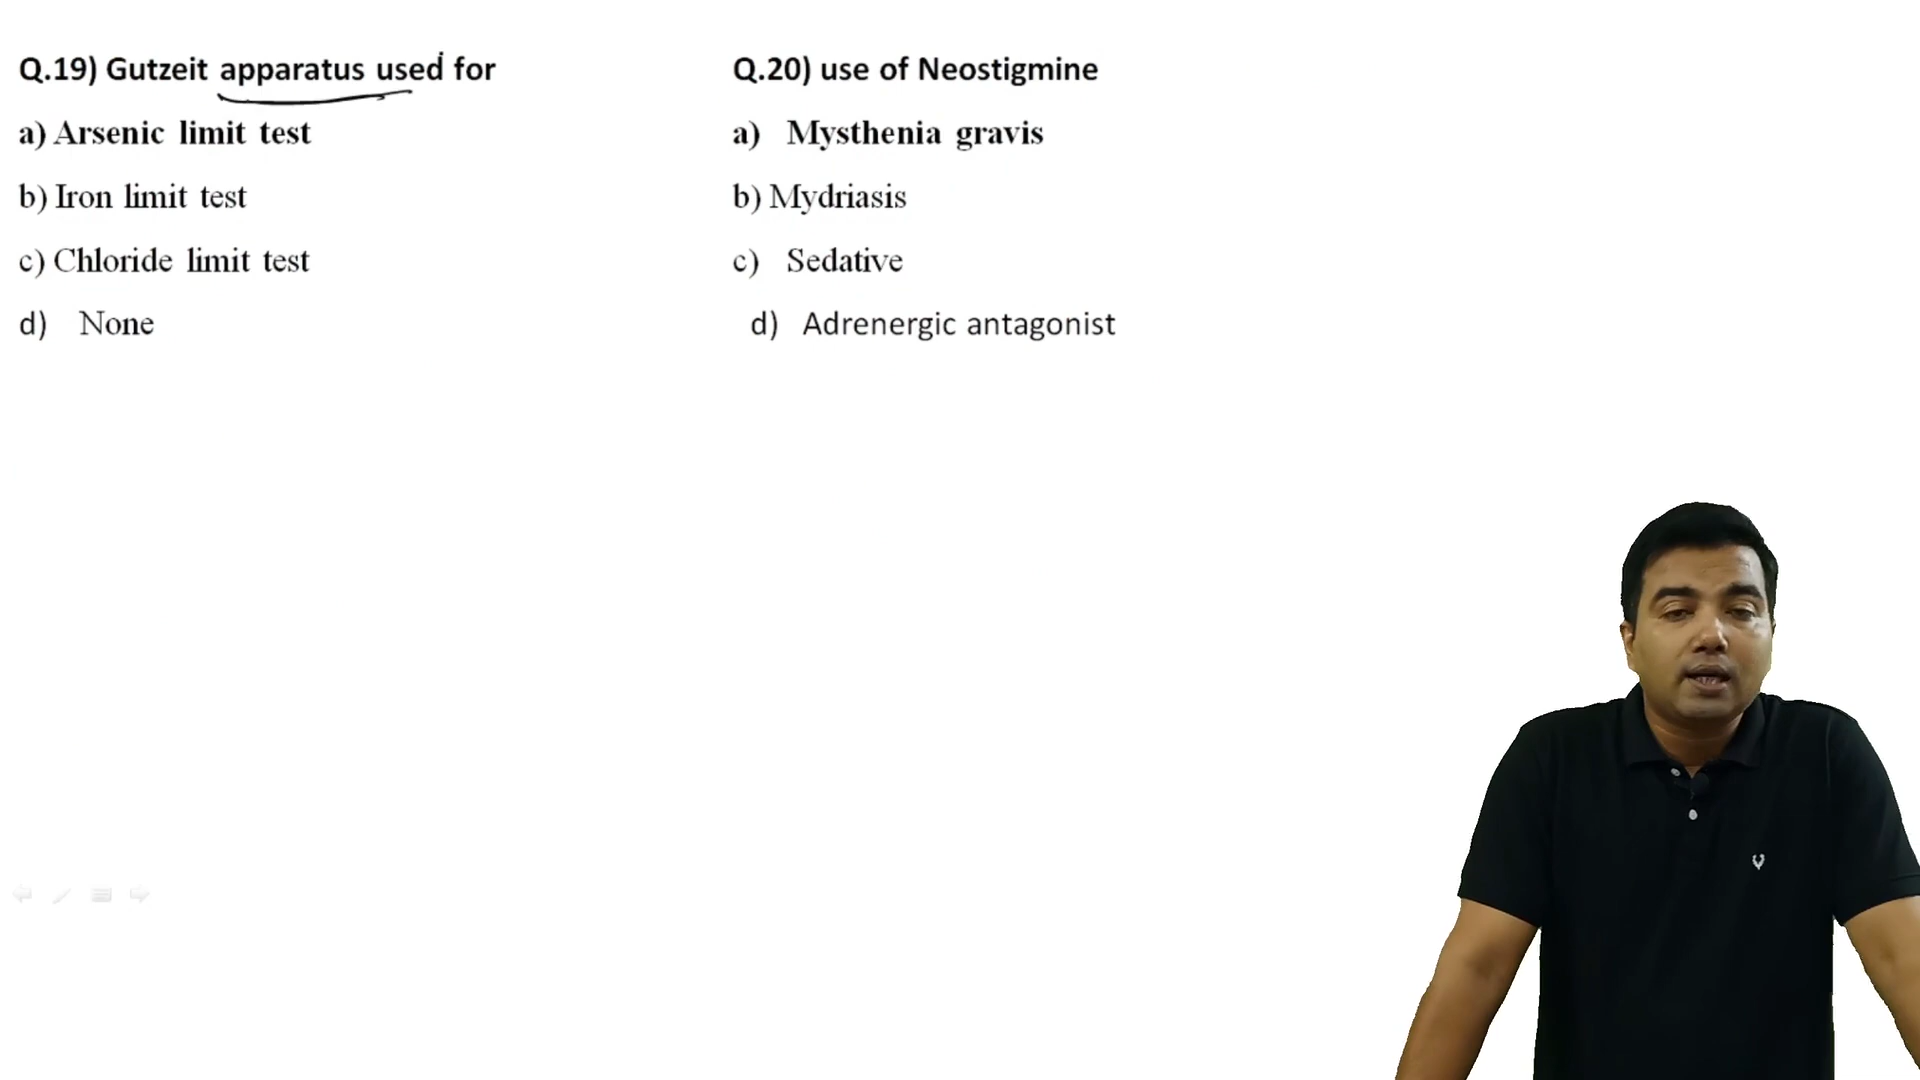 Q.19) Gutzeit apparatus used for
a) Arsenic limit test
b) Iron limit test
c) Chloride limit test
d) None
Q.20) use of Neostigmine
a) Mysthenia gravis
b) Mydriasis
c) Sedative
d) Adrenergic antagonist